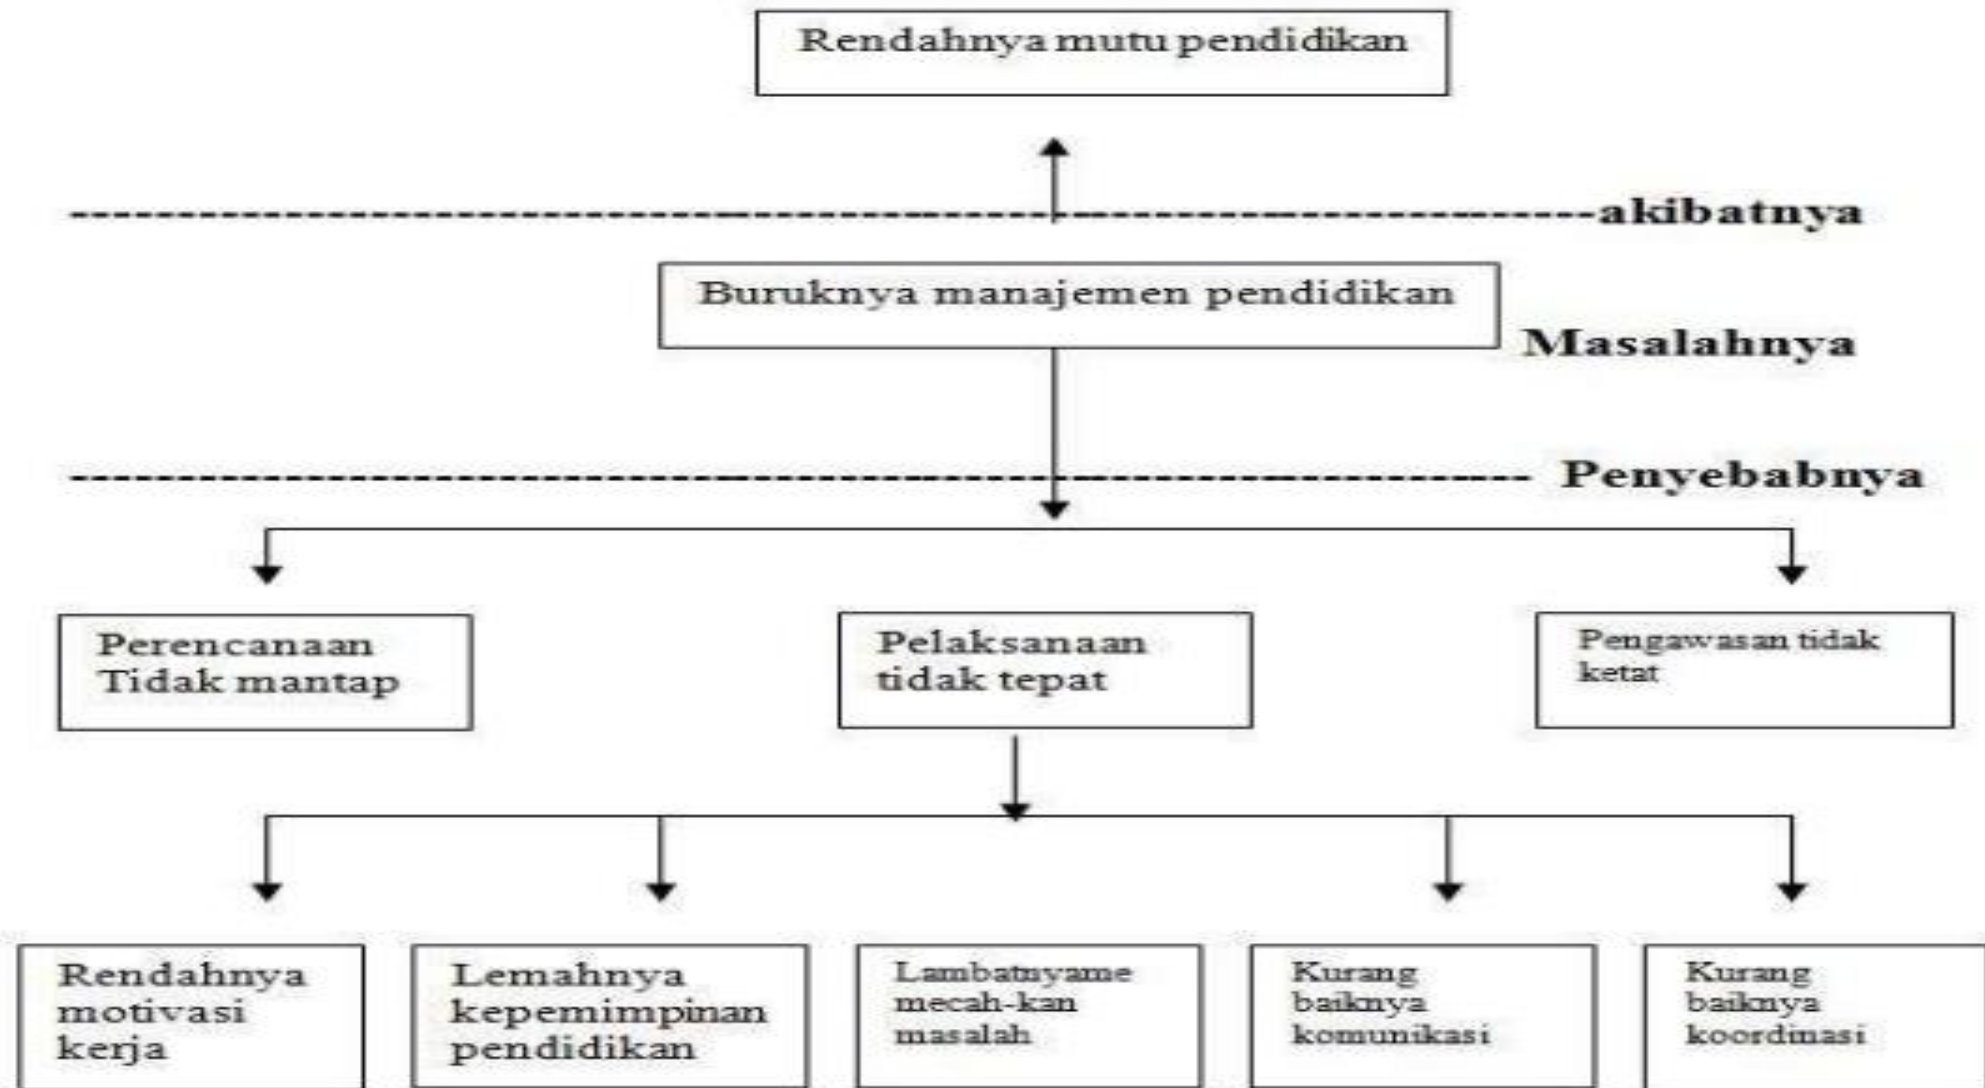 Rendahnya mutu pendidikan
akibatnya
Buruknya manajemen pendidikan
Masalahnya
Penyebabnya
Perencanaan
Tidak mantap
Pelaksanaan
tidak tepat
Pengawasan tidak
ketat
Rendahnya
motivasi
kerja
Lemahnya
kepemimpinan
pendidikan
Lambatnyame
mecah-kan
masalah
Kurang
baiknya
komunikasi
Kurang
baiknya
koordinasi